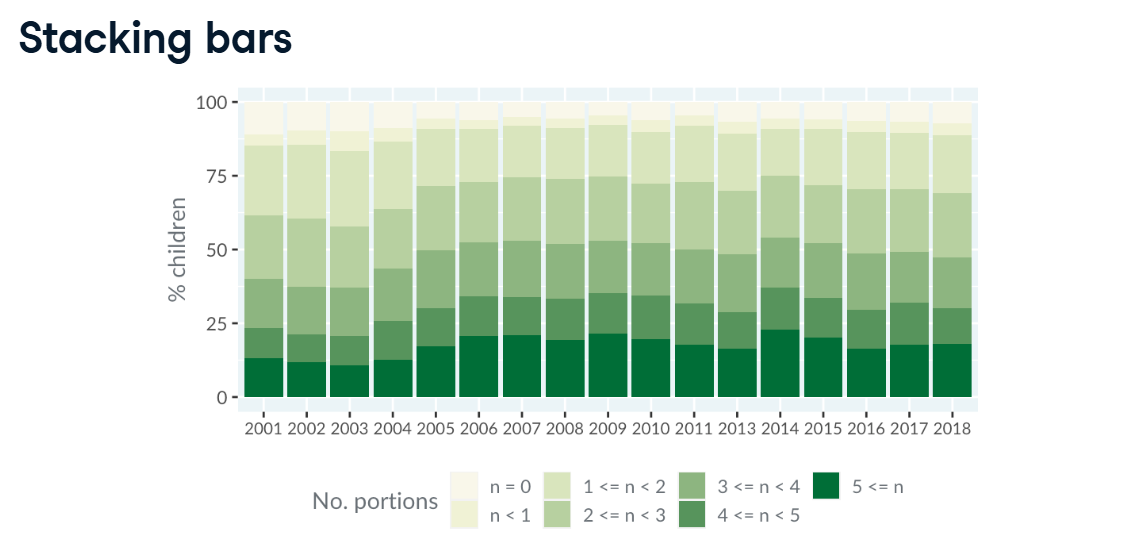 Stacking bars
100
75
50
25
0
% children
2001 2002 2003 2004 2005 2006 2007 2008 2009 2010 2011 2013 2014 2015 2016 2017 2018
No. portions
n = 0 1 <= n < 2 3 <= n < 4 5 <= n
n < 1 2 <= n < 3 4 <= n < 5